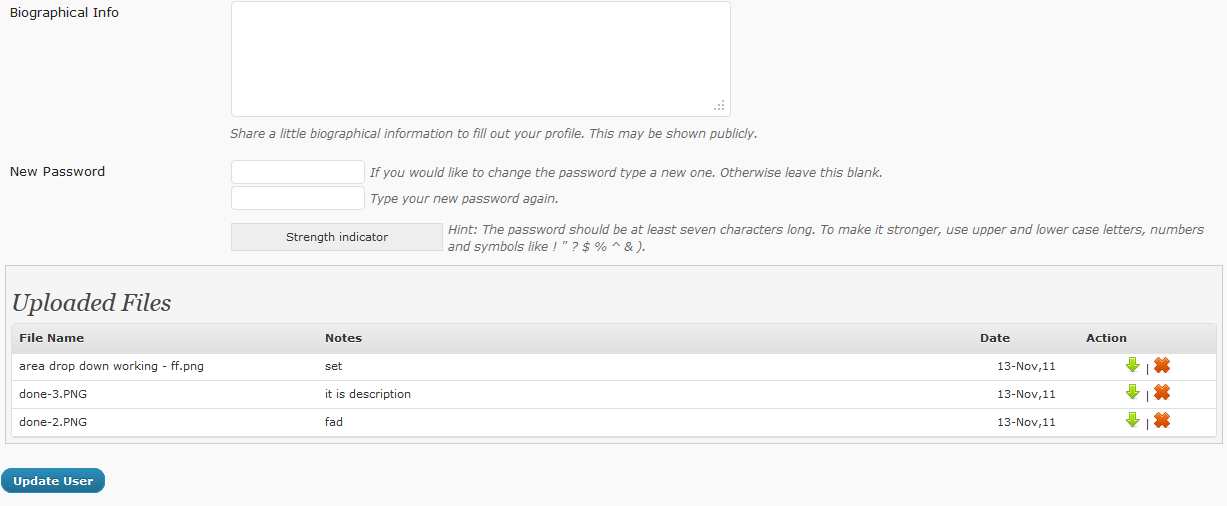 Biographical Info
Share a little biographical information to fill out your profile. This may be shown publicly.
New Password
If you would like to change the password type a new one. Otherwise leave this blank.
Type your new password again.
Strength indicator
Hint: The password should be at least seven characters long. To make it stronger, use upper and lower case letters, numbers
and symbols like ! " ? $ % ^ & ).
Uploaded Files
File Name Notes Date Action
area drop down working - ff.png set 13-Nov,11 |
done-3.PNG it is description 13-Nov,11 |
done-2.PNG fad 13-Nov,11 |
Update User